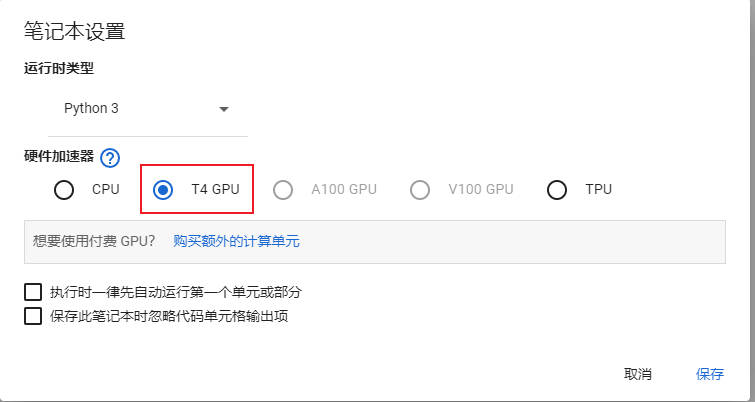 笔记本设置
运行时类型
Python 3
硬件加速器 ?
CPU T4 GPU A100 GPU V100 GPU TPU
想要使用付费 GPU? 购买额外的计算单元
执行时一律先自动运行第一个单元或部分
保存此笔记本时忽略代码单元格输出项
取消 保存